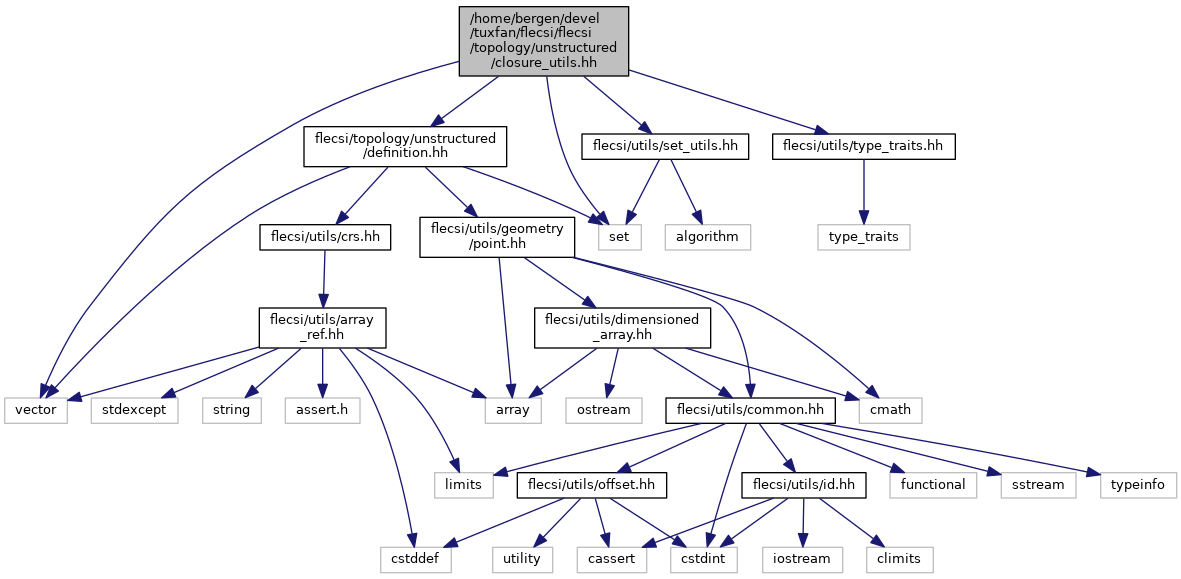 /home/bergen/devel
/tuxfan/flecsi/flecsi
/topology/unstructured
/closure_utils.hh
flecsi/topology/unstructured
/definition.hh
flecsi/utils/set_utils.hh
flecsi/utils/type_traits.hh
flecsi/utils/crs.hh
flecsi/utils/geometry
/point.hh
set
algorithm
type_traits
flecsi/utils/array
_ref.hh
flecsi/utils/dimensioned
_array.hh
vector
stdexcept
string
assert.h
array
ostream
flecsi/utils/common.hh
cmath
limits
flecsi/utils/offset.hh
flecsi/utils/id.hh
functional
sstream
typeinfo
cstddef
utility
cassert
cstdint
iostream
climits